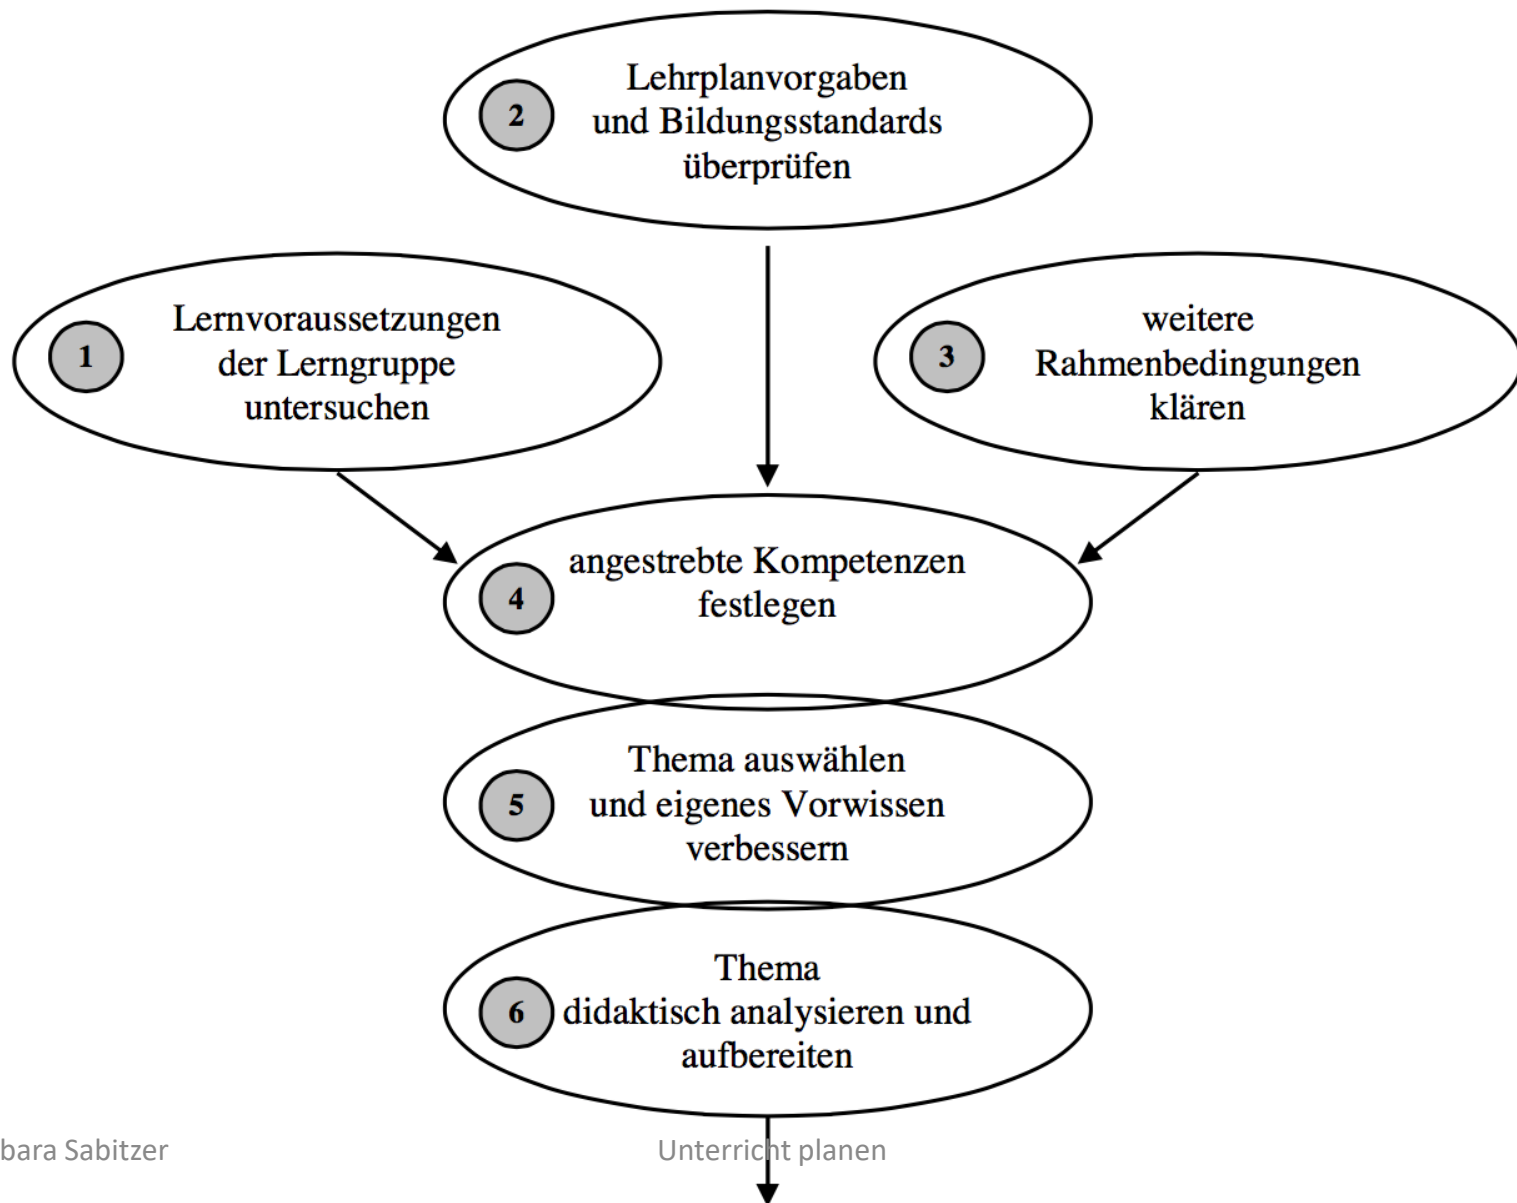 2
Lehrplanvorgaben
und Bildungsstandards
überprüfen
1
Lernvoraussetzungen
der Lerngruppe
untersuchen
3
weitere
Rahmenbedingungen
klären
4
angestrebte Kompetenzen
festlegen
5
Thema auswählen
und eigenes Vorwissen
verbessern
6
Thema
didaktisch analysieren und
aufbereiten
bara Sabitzer
Unterricht planen